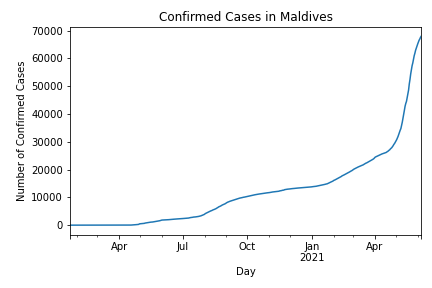 Confirmed Cases in Maldives
Number of Confirmed Cases
70000
60000
50000
40000
30000
20000
10000
0
Apr
Jul
Oct
Jan
2021
Apr
Day